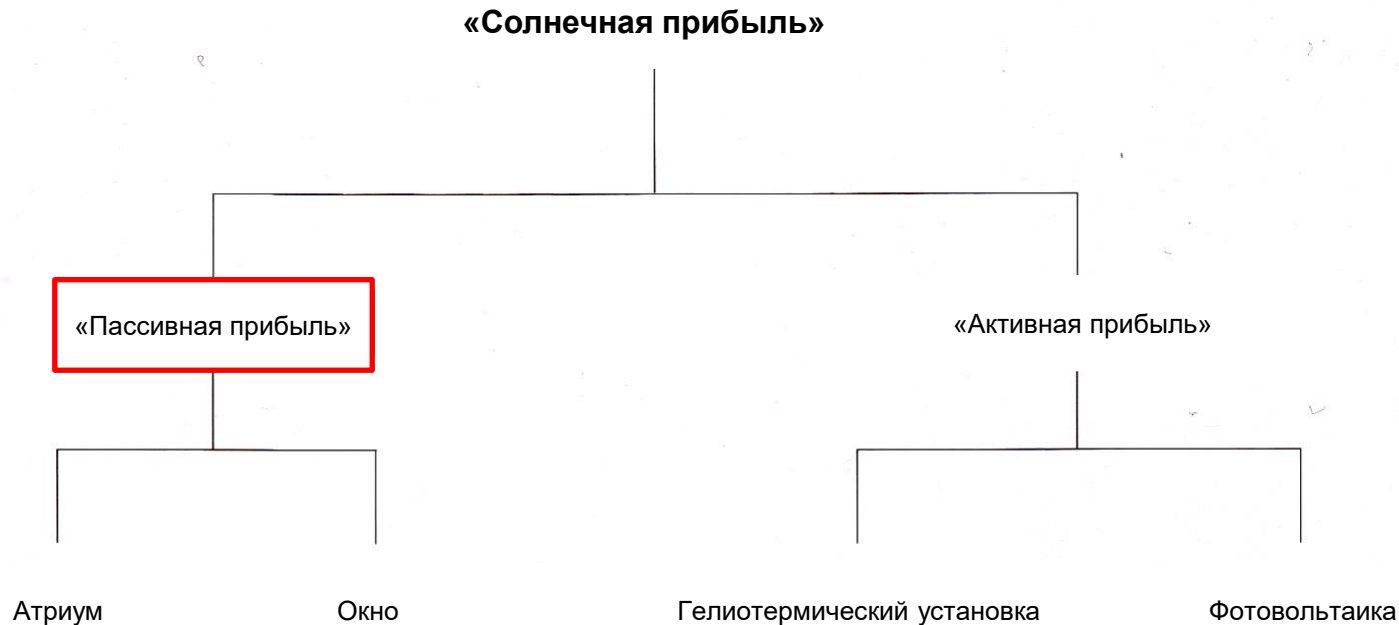 «Солнечная прибыль»
«Пассивная прибыль»
«Активная прибыль»
Атриум
Окно
Гелиотермический установка
Фотовольтаика